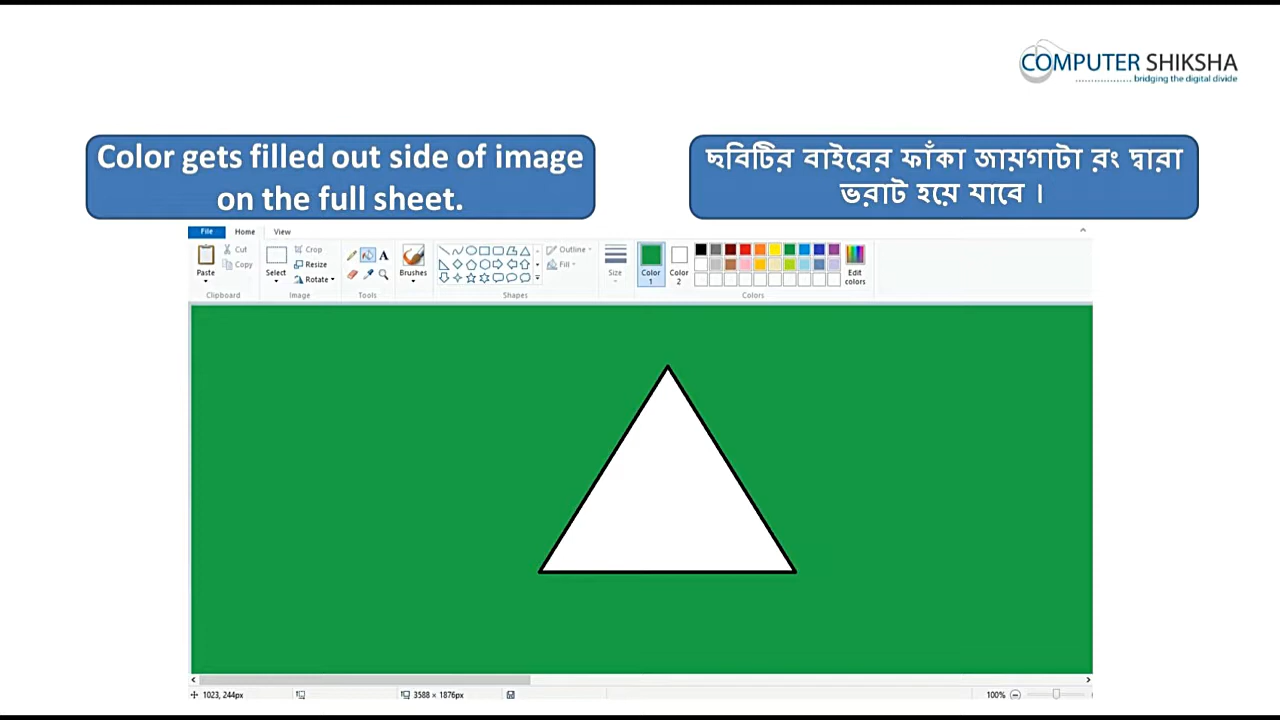 COMPUTER SHIKSHA
bridging the digital divide
Color gets filled out side of image
on the full sheet.
ছবিটির বাইরের ফাঁকা জায়গাটা রং দ্বারা
ভরাট হয়ে যাবে ।
File Home View
Cut
Copy
Paste
Clipboard
Crop
Resize
Rotate
Select
Image
A
Tools
Brushes
Outline
Fill
Shapes
Size
Color
1
Color
2
Edit
colors
Colors
1023, 244px
3588 × 1876px
100%